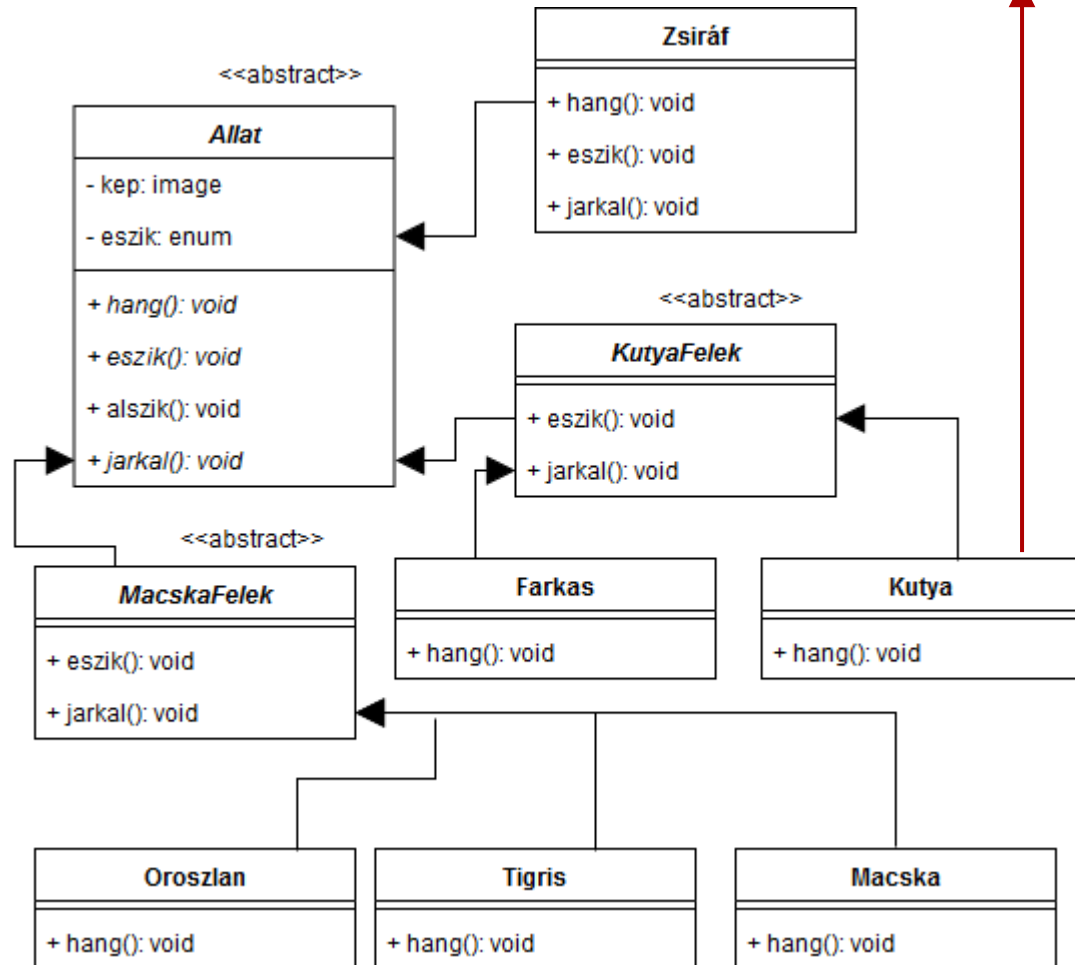 Zsiráf
+ hang(): void
+ eszik(): void
+ jarkal(): void
<<abstract>>
Allat
- kep: image
- eszik: enum
+ hang(): void
+ eszik(): void
+ alszik(): void
+ jarkal(): void
<<abstract>>
KutyaFelek
+ eszik(): void
+ jarkal(): void
<<abstract>>
MacskaFelek
+ eszik(): void
+ jarkal(): void
Farkas
+ hang(): void
Kutya
+ hang(): void
Oroszlan
+ hang(): void
Tigris
+ hang(): void
Macska
+ hang(): void